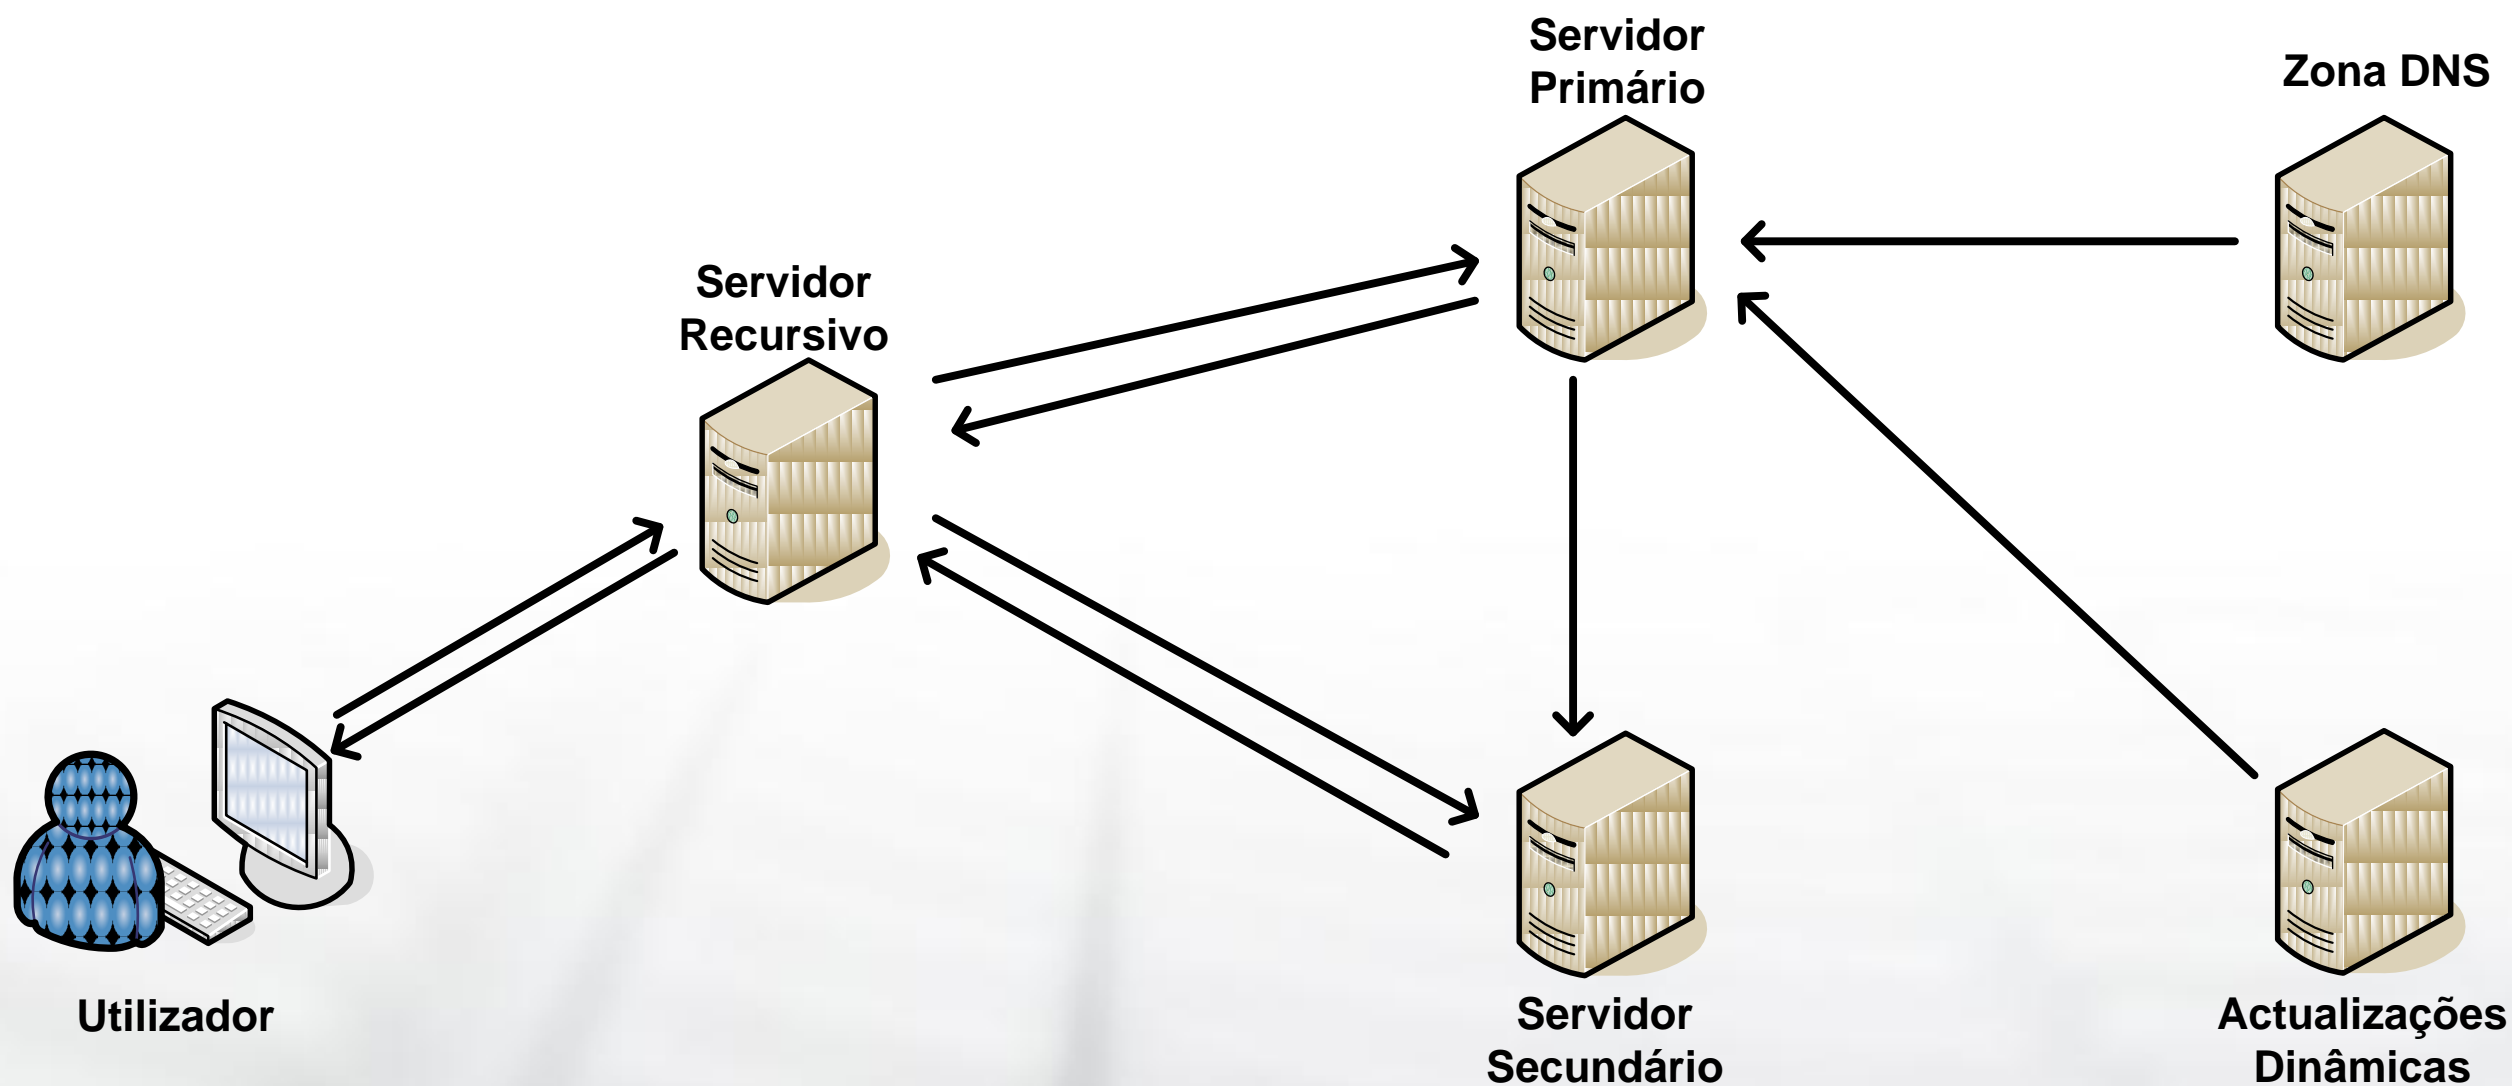 Servidor
Primário
Zona DNS
Servidor
Recursivo
Utilizador
Servidor
Secundário
Actualizações
Dinâmicas